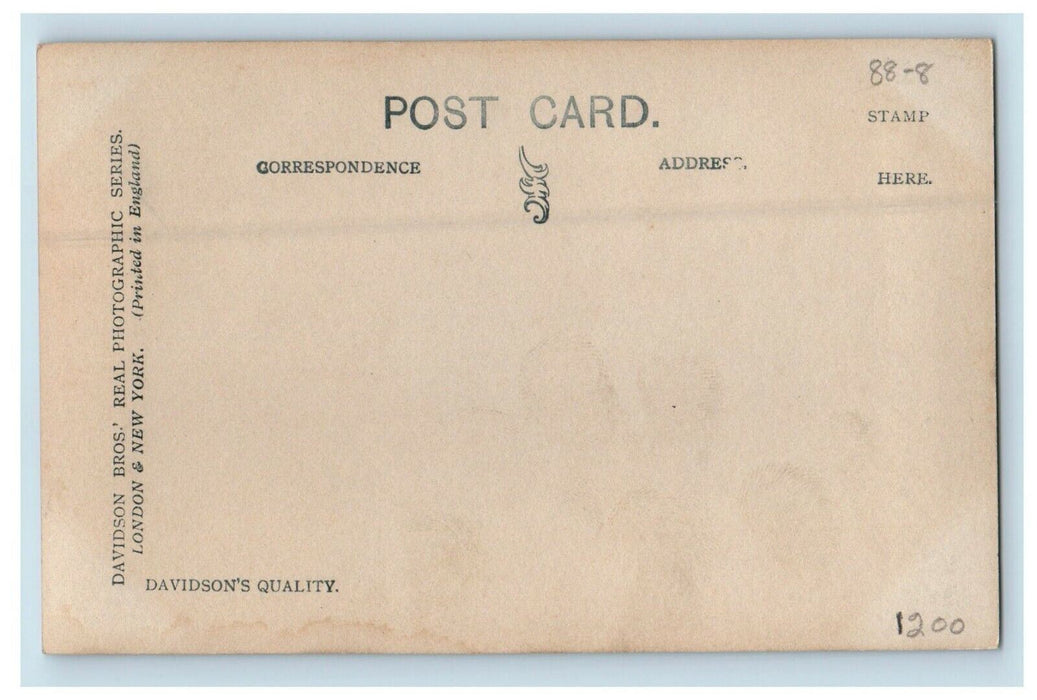 88-8
POST CARD.
STAMP
HERE.
CORRESPONDENCE
ADDRESS.
DAVIDSON BROS.' REAL PHOTOGRAPHIC SERIES.
LONDON & NEW YORK. (Printed in England)
DAVIDSON'S QUALITY.
1200